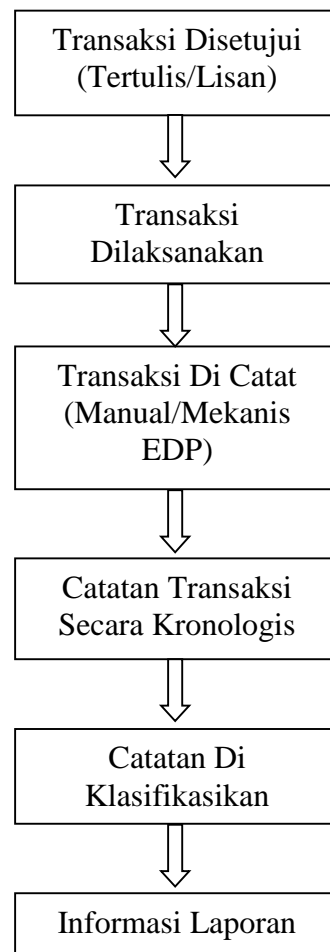 Transaksi Disetujui
(Tertulis/Lisan)
Transaksi
Dilaksanakan
Transaksi Di Catat
(Manual/Mekanis
EDP)
Catatan Transaksi
Secara Kronologis
Catatan Di
Klasifikasikan
Informasi Laporan